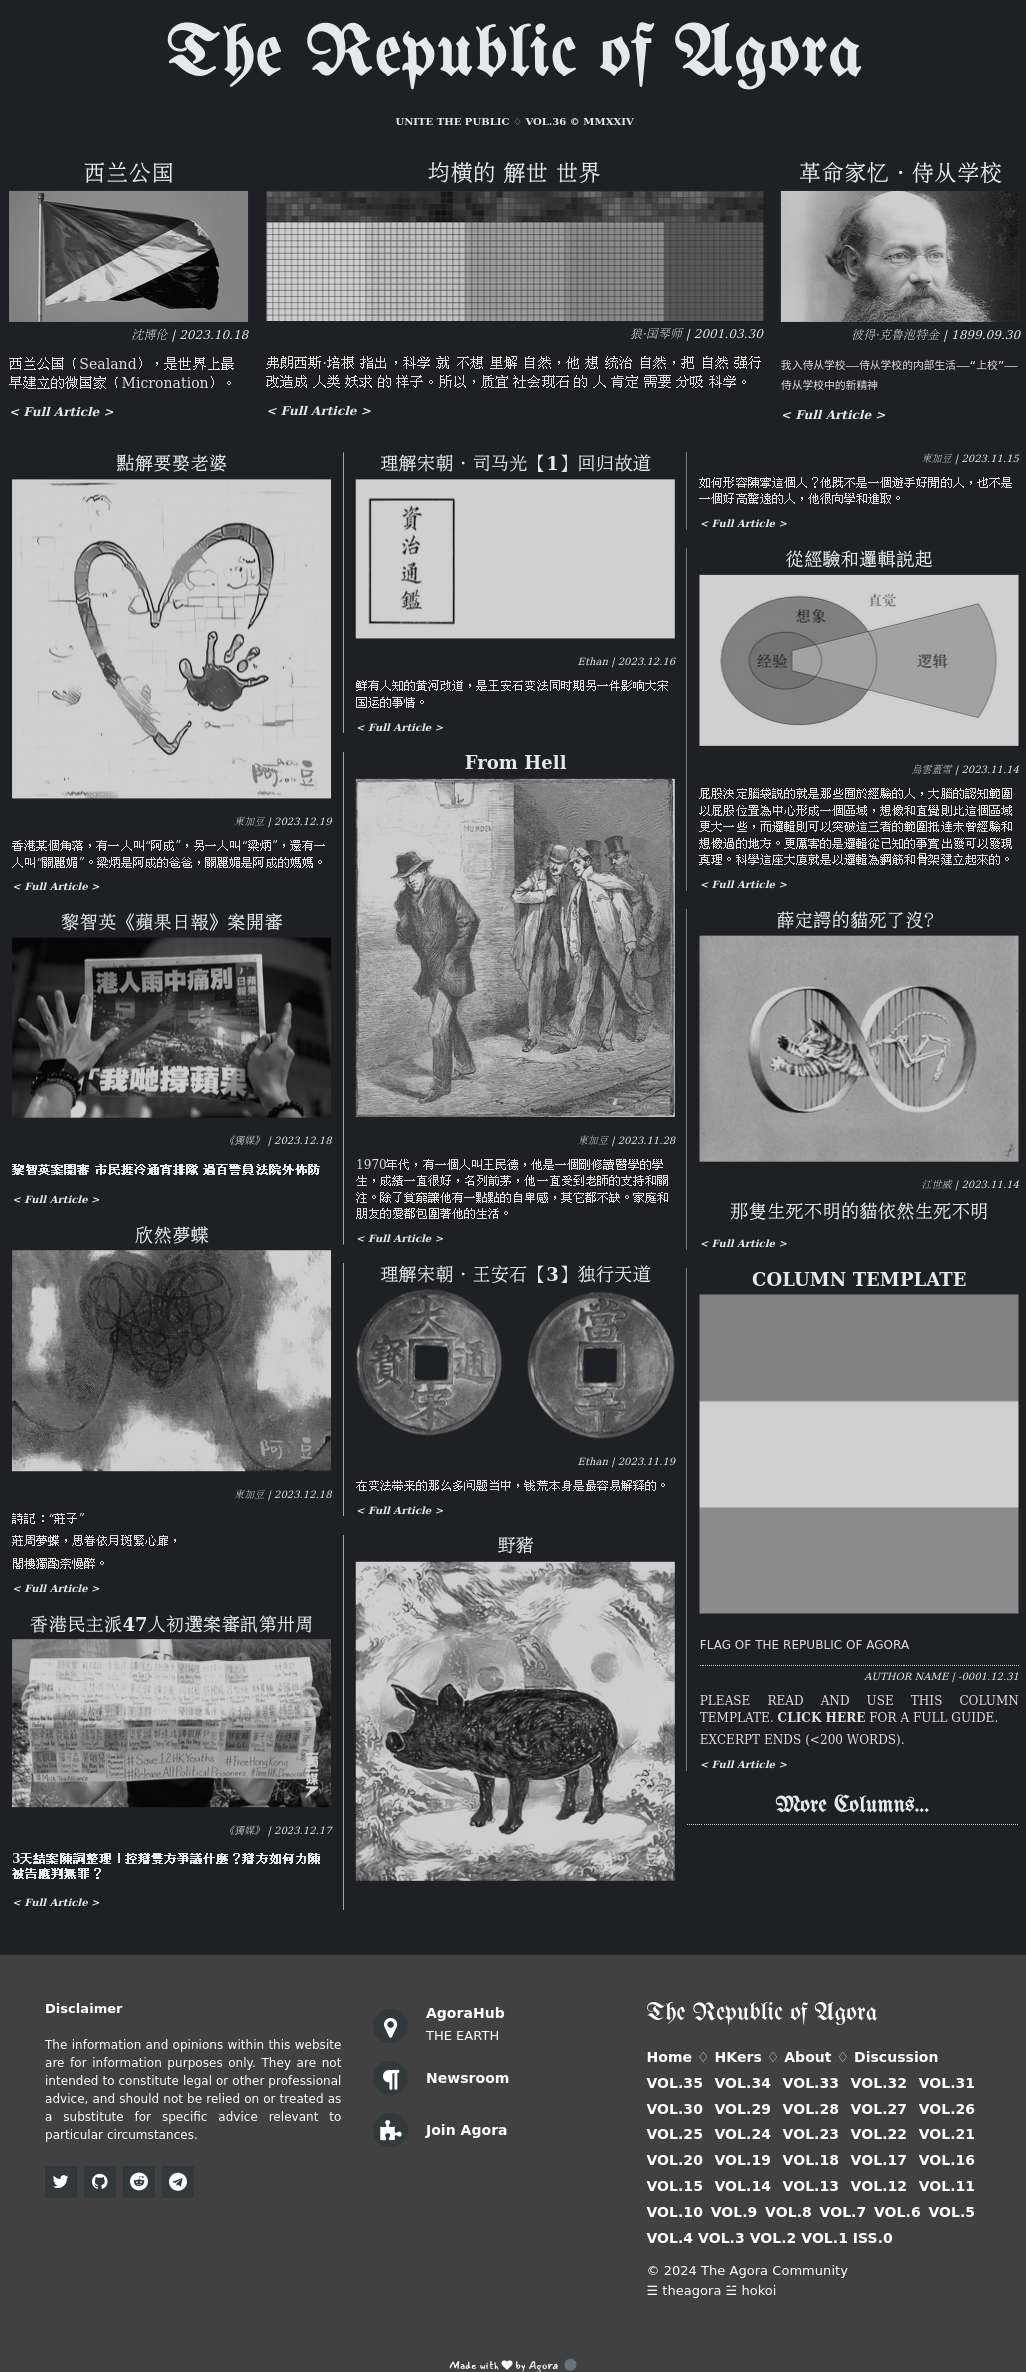 The Republic of Agora
UNITE THE PUBLIC ♢ VOL.36 © MMXXIV
西兰公国
沈博伦 | 2023.10.18
西兰公国（Sealand），是世界上最
早建立的微国家（Micronation）。
< Full Article >
均横的 解世 世界
狼·国琴师 | 2001.03.30
弗朗西斯·培根 指出，科学 就 不想 里解 自然，他 想 统治 自然，把 自然 强行
改造成 人类 妖求 的 样子。所以，质宜 社会现石 的 人 肯定 需要 分吸 科学。
< Full Article >
革命家忆·侍从学校
彼得·克鲁泡特金 | 1899.09.30
我入侍从学校——侍从学校的内部生活——“上校”——
侍从学校中的新精神
< Full Article >
點解要娶老婆
阿豆
東加豆 | 2023.12.19
香港某個角落，有一人叫“阿成”，另一人叫“梁炳”，還有一
人叫“關麗媚”。梁炳是阿成的爸爸，關麗媚是阿成的媽媽。
< Full Article >
黎智英《蘋果日報》案開審
港人雨中痛別
蘋果日報
「我哋撐蘋果
《獨媒》 | 2023.12.18
黎智英案開審 市民捱冷通宵排隊 過百警員法院外佈防
< Full Article >
欣然夢蝶
阿豆
東加豆 | 2023.12.18
詩記：“莊子”
莊周夢蝶，思眷依月斑繫心扉，
閣樓獨酌奈慢醉。
< Full Article >
香港民主派47人初選案審訊第卅周
#Save12HKYouths
#FreeHongKong
#ReleaseAllPolitical Prisoners
#MilkTeaAlliance
《獨媒》 | 2023.12.17
3天結案陳詞整理｜控辯雙方爭議什麼？辯方如何力陳
被告應判無罪？
< Full Article >
理解宋朝·司马光【1】回归故道
資治通鑑
Ethan | 2023.12.16
鲜有人知的黄河改道，是王安石变法同时期另一件影响大宋
国运的事情。
< Full Article >
From Hell
MURDER
東加豆 | 2023.11.28
1970年代，有一個人叫王民德，他是一個剛修讀醫學的學
生，成績一直很好，名列前茅，他一直受到老師的支持和關
注。除了貧窮讓他有一點點的自卑感，其它都不缺。家庭和
朋友的愛都包圍著他的生活。
< Full Article >
理解宋朝·王安石【3】独行天道
大宋通寶
當千
Ethan | 2023.11.19
在变法带来的那么多问题当中，钱荒本身是最容易解释的。
< Full Article >
野豬
東加豆 | 2023.11.15
如何形容陳寧這個人？他既不是一個遊手好閒的人，也不是
一個好高騖遠的人，他很向學和進取。
< Full Article >
從經驗和邏輯説起
直觉
想象
经验
逻辑
烏雲蓋雪 | 2023.11.14
屁股決定腦袋説的就是那些囿於經驗的人，大腦的認知範圍
以屁股位置為中心形成一個區域，想像和直覺則比這個區域
更大一些，而邏輯則可以突破這三者的範圍抵達未曾經驗和
想像過的地方。更厲害的是邏輯從已知的事實出發可以發現
真理。科學這座大廈就是以邏輯為鋼筋和骨架建立起來的。
< Full Article >
薛定諤的貓死了沒？
江世威 | 2023.11.14
那隻生死不明的貓依然生死不明
< Full Article >
COLUMN TEMPLATE
FLAG OF THE REPUBLIC OF AGORA
AUTHOR NAME | -0001.12.31
PLEASE READ AND USE THIS COLUMN
TEMPLATE. CLICK HERE FOR A FULL GUIDE.
EXCERPT ENDS (<200 WORDS).
< Full Article >
More Columns...
Disclaimer
The information and opinions within this website
are for information purposes only. They are not
intended to constitute legal or other professional
advice, and should not be relied on or treated as
a substitute for specific advice relevant to
particular circumstances.
AgoraHub
THE EARTH
Newsroom
Join Agora
The Republic of Agora
Home ♢ HKers ♢ About ♢ Discussion
VOL.35 VOL.34 VOL.33 VOL.32 VOL.31
VOL.30 VOL.29 VOL.28 VOL.27 VOL.26
VOL.25 VOL.24 VOL.23 VOL.22 VOL.21
VOL.20 VOL.19 VOL.18 VOL.17 VOL.16
VOL.15 VOL.14 VOL.13 VOL.12 VOL.11
VOL.10 VOL.9 VOL.8 VOL.7 VOL.6 VOL.5
VOL.4 VOL.3 VOL.2 VOL.1 ISS.0
© 2024 The Agora Community
☰ theagora ☱ hokoi
Made with ♥ by Agora